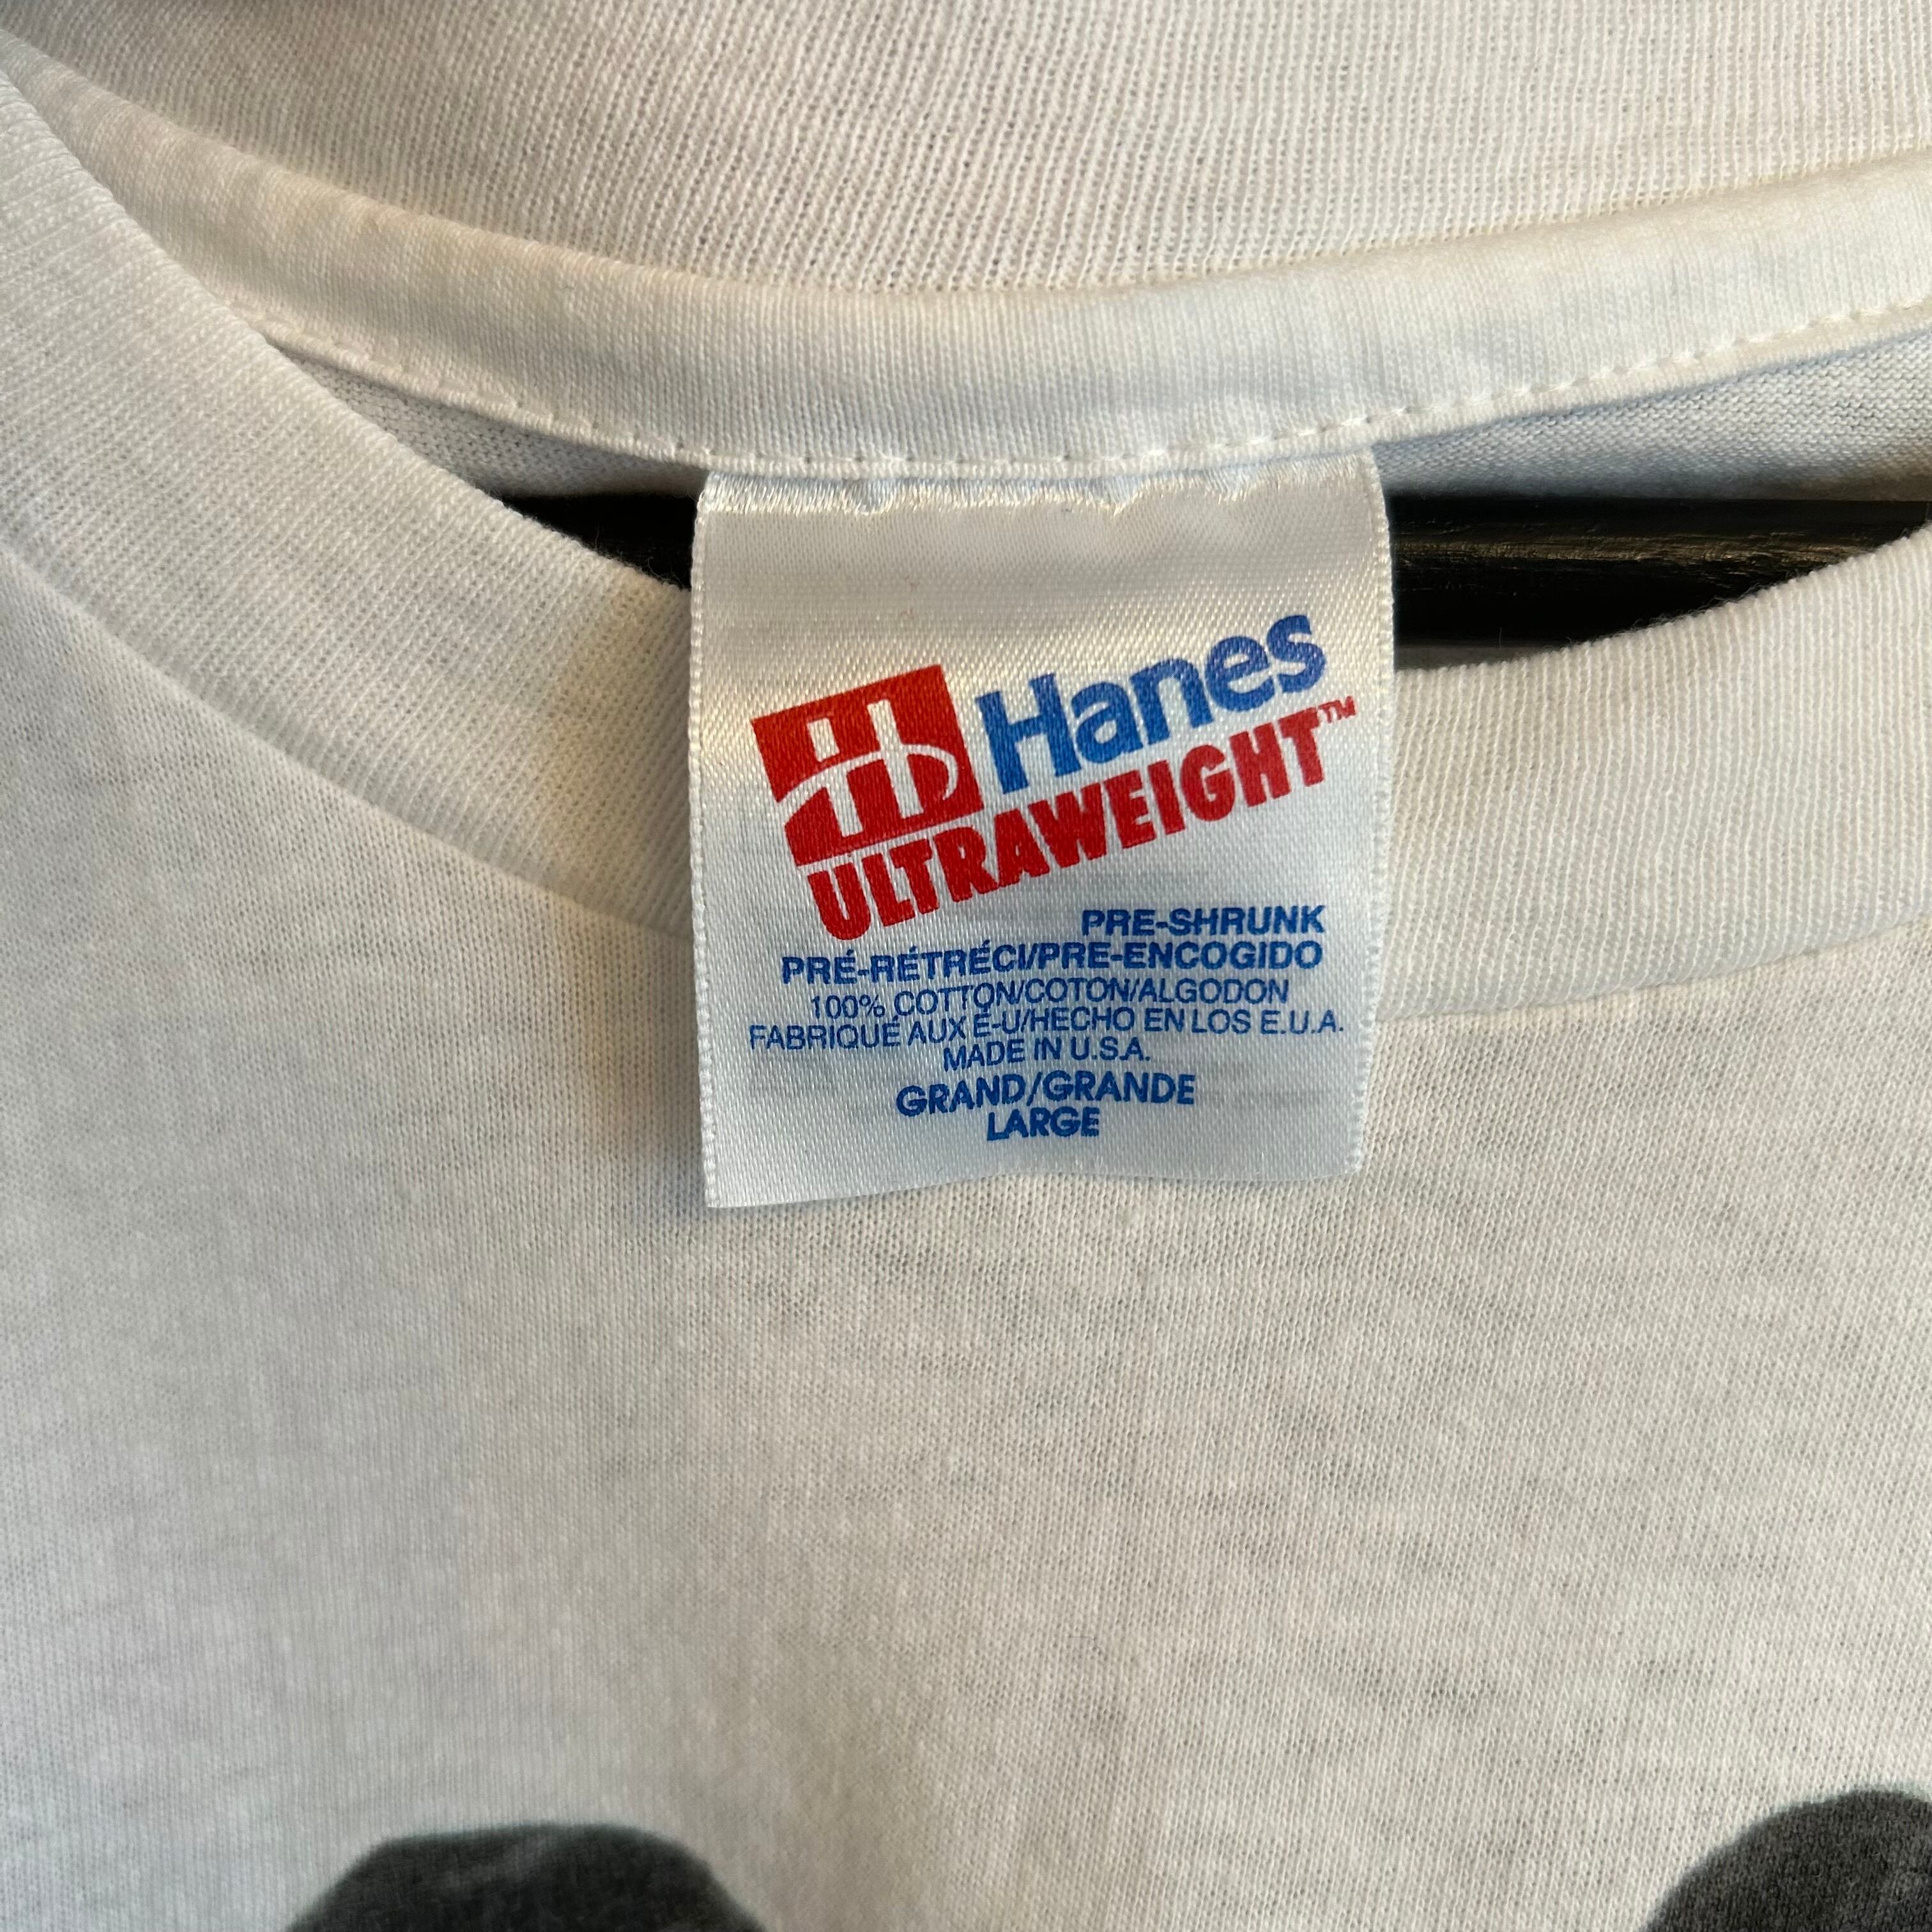 Hanes
ULTRAWEIGHT™
PRE-SHRUNK
PRÉ-RÉTRÉCI/PRE-ENCOGIDO
100% COTTON/COTON/ALGODON
FABRIQUÉ AUX É-U/HECHO EN LOS E.U.A.
MADE IN U.S.A.
GRAND/GRANDE
LARGE